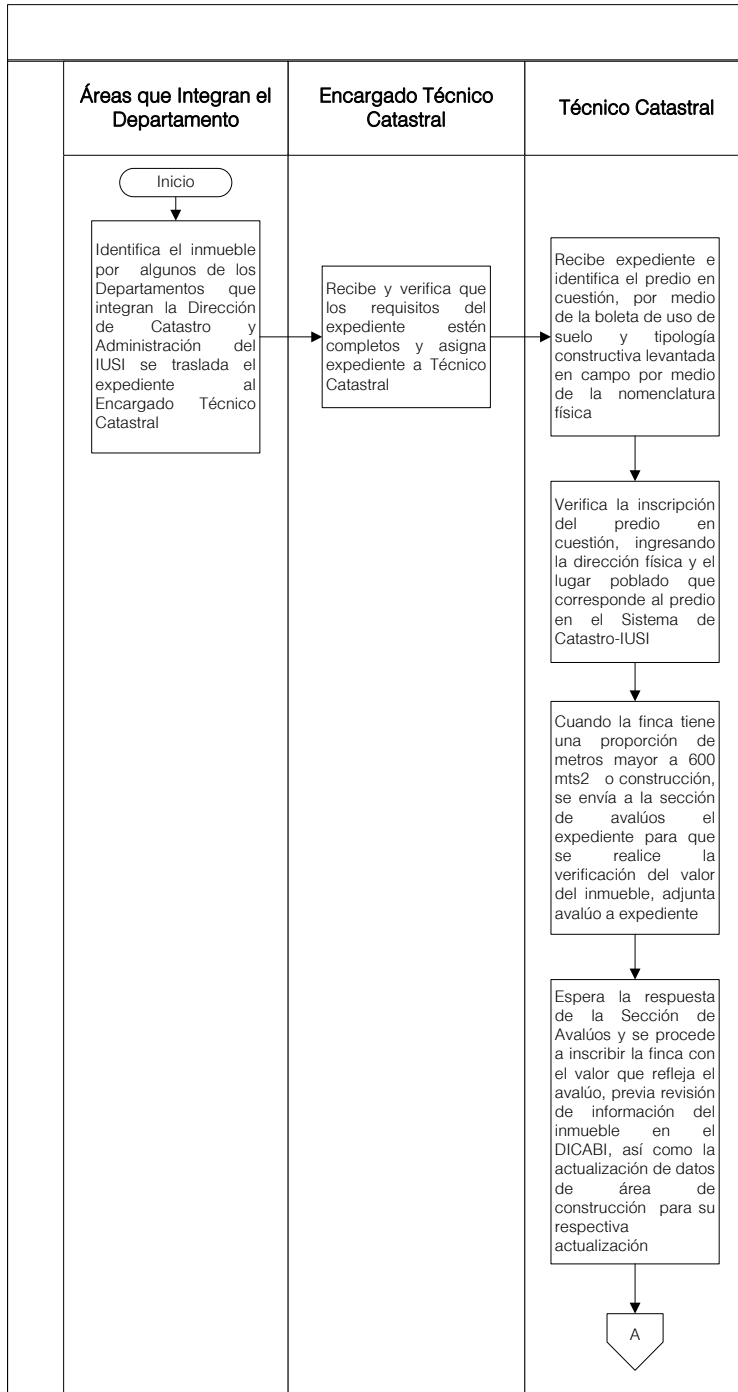 Áreas que Integran el
Departamento
Encargado Técnico
Catastral
Técnico Catastral
Inicio
Identifica el inmueble
por algunos de los
Departamentos que
integran la Dirección
de Catastro y
Administración del
IUSI se traslada el
expediente al
Encargado Técnico
Catastral
Recibe y verifica que
los requisitos del
expediente estén
completos y asigna
expediente a Técnico
Catastral
Recibe expediente e
identifica el predio en
cuestión, por medio
de la boleta de uso de
suelo y tipología
constructiva levantada
en campo por medio
de la nomenclatura
física
Verifica la inscripción
del predio en
cuestión, ingresando
la dirección física y el
lugar poblado que
corresponde al predio
en el Sistema de
Catastro-IUSI
Cuando la finca tiene
una proporción de
metros mayor a 600
mts2 o construcción,
se envía a la sección
de avalúos el
expediente para que
se realice la
verificación del valor
del inmueble, adjunta
avalúo a expediente
Espera la respuesta
de la Sección de
Avalúos y se procede
a inscribir la finca con
el valor que refleja el
avalúo, previa revisión
de información del
inmueble en el
DICABI, así como la
actualización de datos
de área de
construcción para su
respectiva
actualización
A